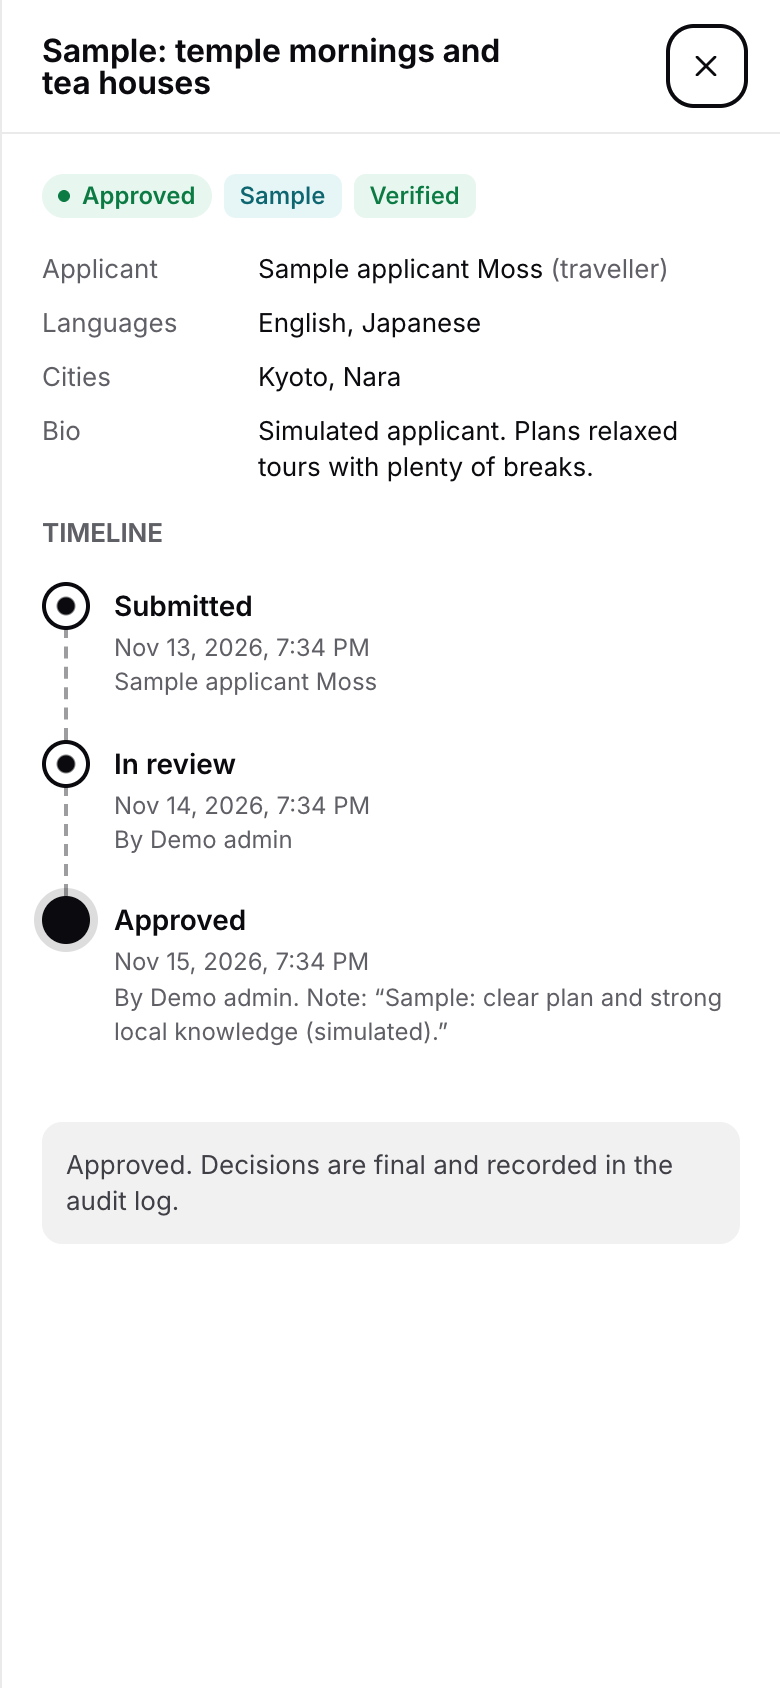 Sample: temple mornings and
tea houses
Approved
Sample
Verified
Applicant
Sample applicant Moss (traveller)
Languages
English, Japanese
Cities
Kyoto, Nara
Bio
Simulated applicant. Plans relaxed
tours with plenty of breaks.
TIMELINE
Submitted
Nov 13, 2026, 7:34 PM
Sample applicant Moss
In review
Nov 14, 2026, 7:34 PM
By Demo admin
Approved
Nov 15, 2026, 7:34 PM
By Demo admin. Note: “Sample: clear plan and strong
local knowledge (simulated).”
Approved. Decisions are final and recorded in the
audit log.